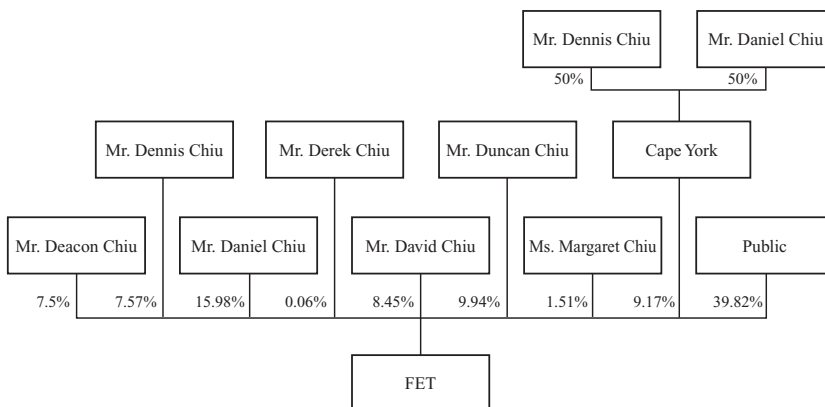 Mr. Dennis Chiu
Mr. Daniel Chiu
50%
50%
Mr. Dennis Chiu
Mr. Derek Chiu
Mr. Duncan Chiu
Cape York
Mr. Deacon Chiu
Mr. Daniel Chiu
Mr. David Chiu
Ms. Margaret Chiu
Public
7.5%
7.57%
15.98%
0.06%
8.45%
9.94%
1.51%
9.17%
39.82%
FET